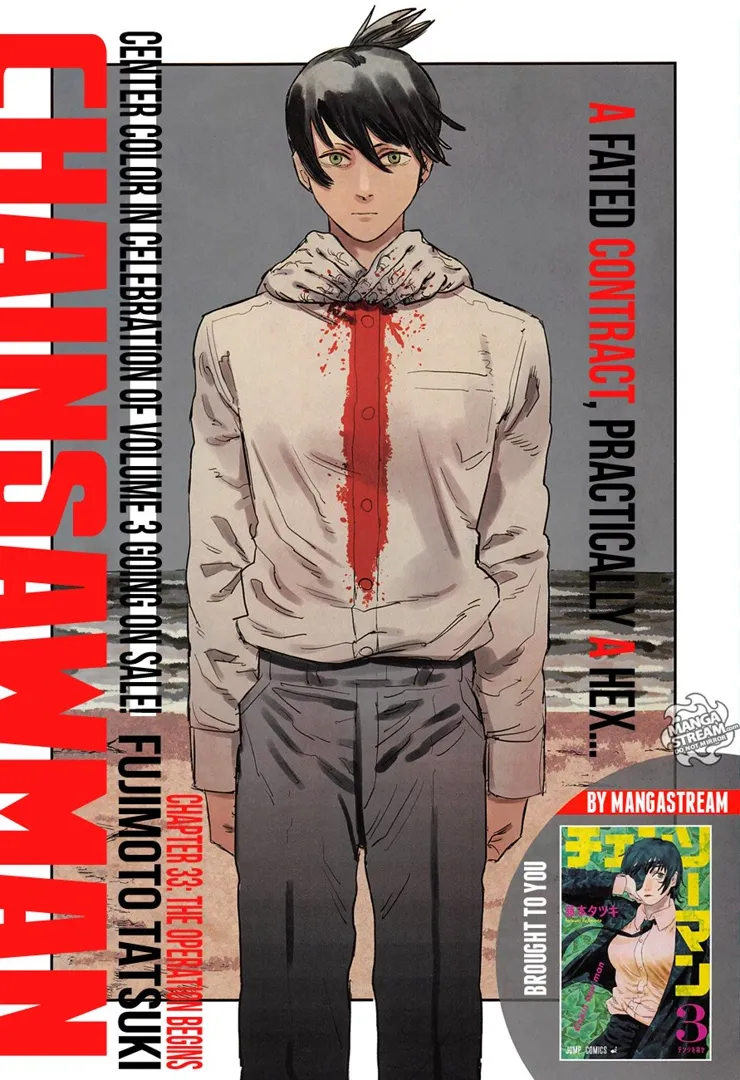 CHAINSAW MAN
CENTER COLOR IN CELEBRATION OF VOLUME 3 GOING ON SALE!
FUJIMOTO TATSUKI
CHAPTER 33: THE OPERATION BEGINS
A FATED CONTRACT, PRACTICALLY A HEX...
MANGA
STREAM.com
DO NOT MIRROR
BY MANGASTREAM
BROUGHT TO YOU
チェンソーマン
藤本タツキ
3
JUMP COMICS